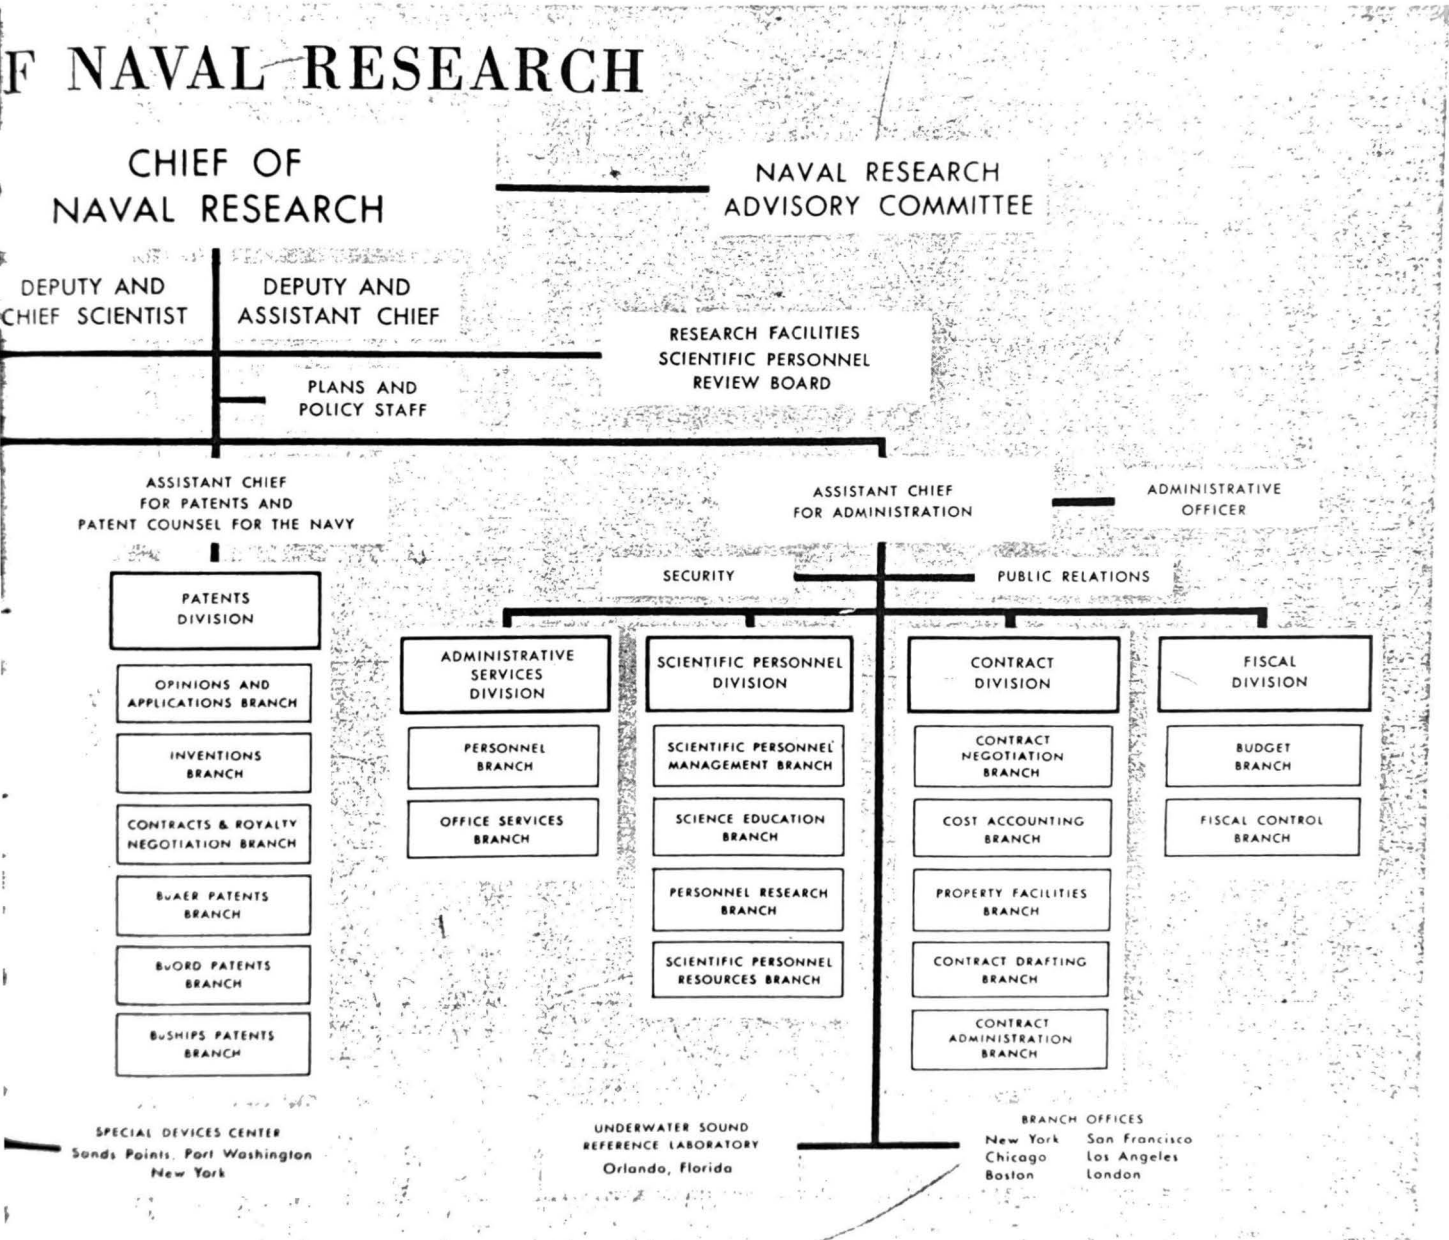 F NAVAL RESEARCH
CHIEF OF
NAVAL RESEARCH
NAVAL RESEARCH
ADVISORY COMMITTEE
DEPUTY AND
CHIEF SCIENTIST
DEPUTY AND
ASSISTANT CHIEF
RESEARCH FACILITIES
SCIENTIFIC PERSONNEL
REVIEW BOARD
PLANS AND
POLICY STAFF
ASSISTANT CHIEF
FOR PATENTS AND
PATENT COUNSEL FOR THE NAVY
ASSISTANT CHIEF
FOR ADMINISTRATION
ADMINISTRATIVE
OFFICER
SECURITY
PUBLIC RELATIONS
PATENTS
DIVISION
OPINIONS AND
APPLICATIONS BRANCH
INVENTIONS
BRANCH
CONTRACTS & ROYALTY
NEGOTIATION BRANCH
BuAER PATENTS
BRANCH
BuORD PATENTS
BRANCH
BuSHIPS PATENTS
BRANCH
ADMINISTRATIVE
SERVICES
DIVISION
PERSONNEL
BRANCH
OFFICE SERVICES
BRANCH
SCIENTIFIC PERSONNEL
DIVISION
SCIENTIFIC PERSONNEL
MANAGEMENT BRANCH
SCIENCE EDUCATION
BRANCH
PERSONNEL RESEARCH
BRANCH
SCIENTIFIC PERSONNEL
RESOURCES BRANCH
CONTRACT
DIVISION
CONTRACT
NEGOTIATION
BRANCH
COST ACCOUNTING
BRANCH
PROPERTY FACILITIES
BRANCH
CONTRACT DRAFTING
BRANCH
CONTRACT
ADMINISTRATION
BRANCH
FISCAL
DIVISION
BUDGET
BRANCH
FISCAL CONTROL
BRANCH
SPECIAL DEVICES CENTER
Sands Points, Port Washington
New York
UNDERWATER SOUND
REFERENCE LABORATORY
Orlando, Florida
BRANCH OFFICES
New York San Francisco
Chicago Los Angeles
Boston London